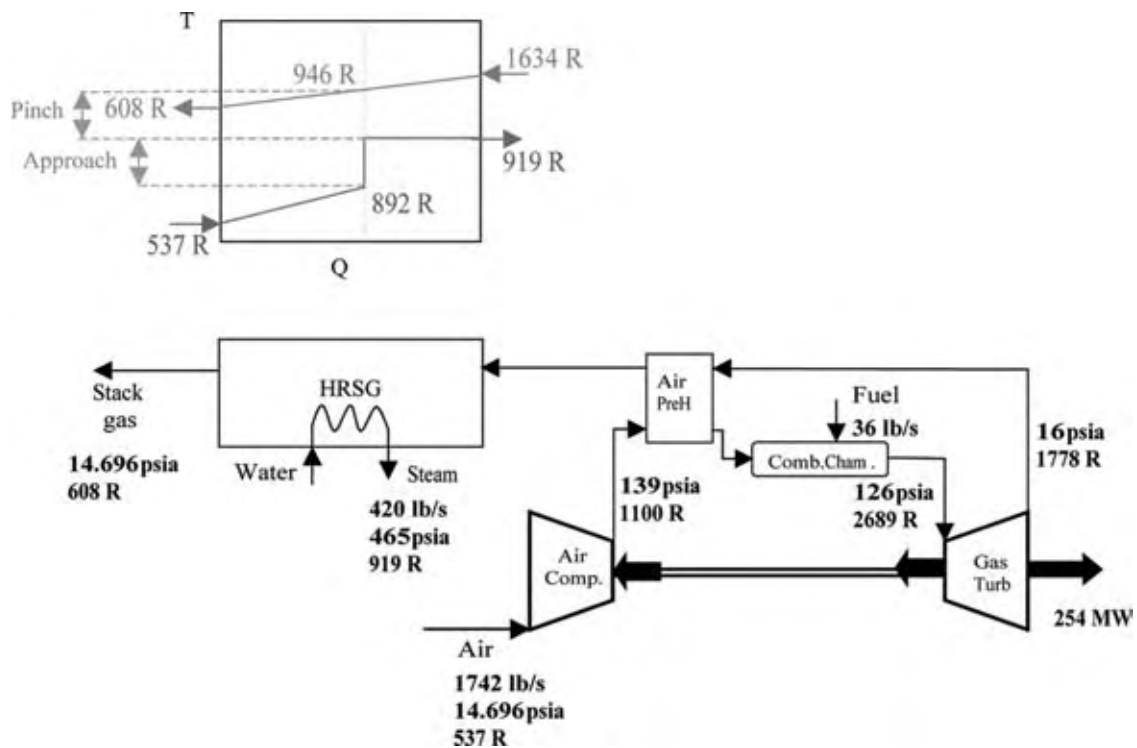 T
1634 R
946 R
Pinch
608 R
Approach
919 R
892 R
537 R
Q
HRSG
Stack
gas
14.696psia
608 R
Water
Steam
420 lb/s
465psia
919 R
Air
PreH
Fuel
36 lb/s
Comb.Cham .
139psia
1100 R
126psia
2689 R
16psia
1778 R
Air
Comp.
Gas
Turb
254 MW
Air
1742 lb/s
14.696psia
537 R